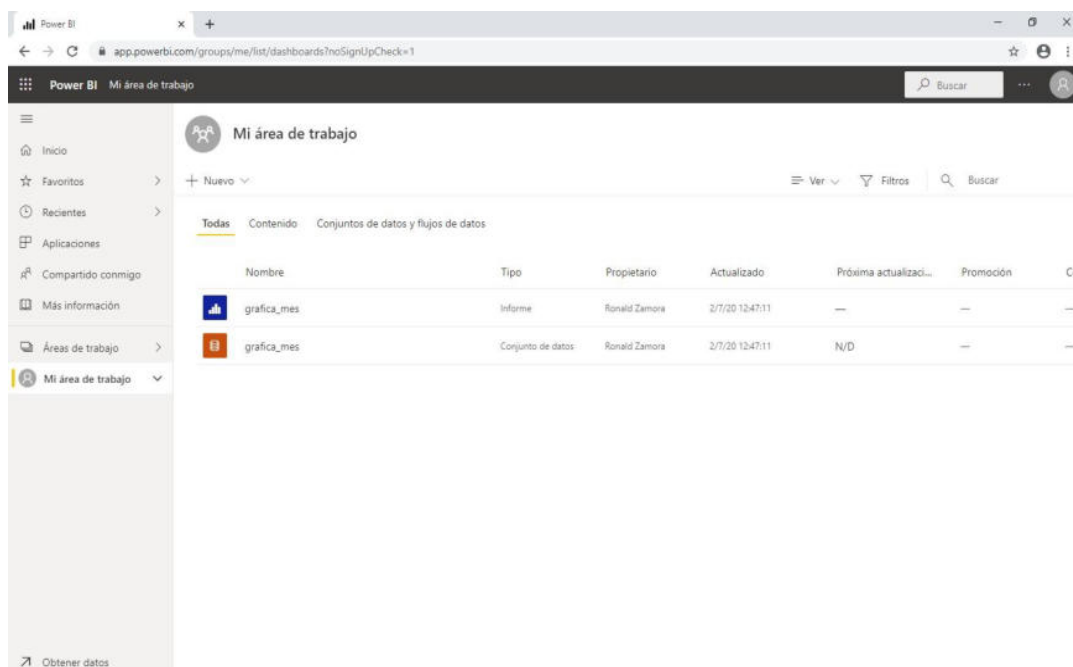 Power BI
app.powerbi.com/groups/me/list/dashboards?noSignUpCheck=1
Power BI Mi área de trabajo Buscar
Inicio
Favoritos
Recientes
Aplicaciones
Compartido conmigo
Más información
Áreas de trabajo
Mi área de trabajo
Obtener datos
Mi área de trabajo
Nuevo Ver Filtros Buscar
Todas Contenido Conjuntos de datos y flujos de datos
Nombre Tipo Propietario Actualizado Próxima actualizaci... Promoción C
grafica_mes Informe Ronald Zamora 2/7/20 12:47:11 — — —
grafica_mes Conjunto de datos Ronald Zamora 2/7/20 12:47:11 N/D — —